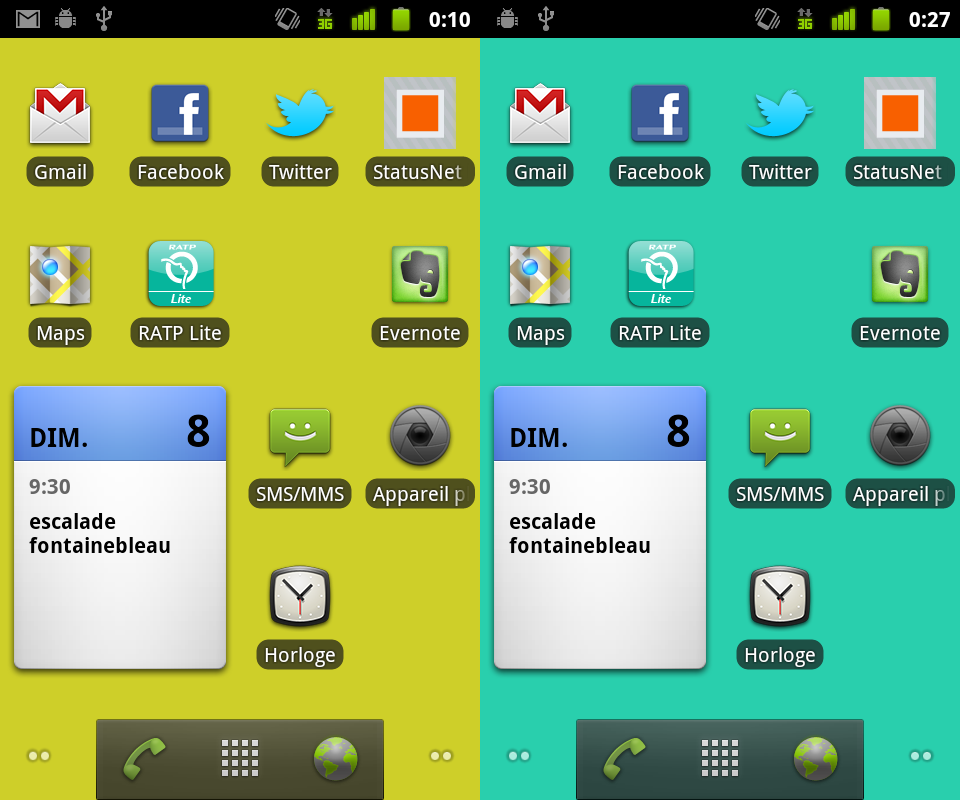 3G 0:10
Gmail Facebook Twitter StatusNet
RATP
Lite
Maps RATP Lite Evernote
DIM. 8
9:30
escalade
fontainebleau
SMS/MMS Appareil p
Horloge
3G 0:27
Gmail Facebook Twitter StatusNet
RATP
Lite
Maps RATP Lite Evernote
DIM. 8
9:30
escalade
fontainebleau
SMS/MMS Appareil p
Horloge